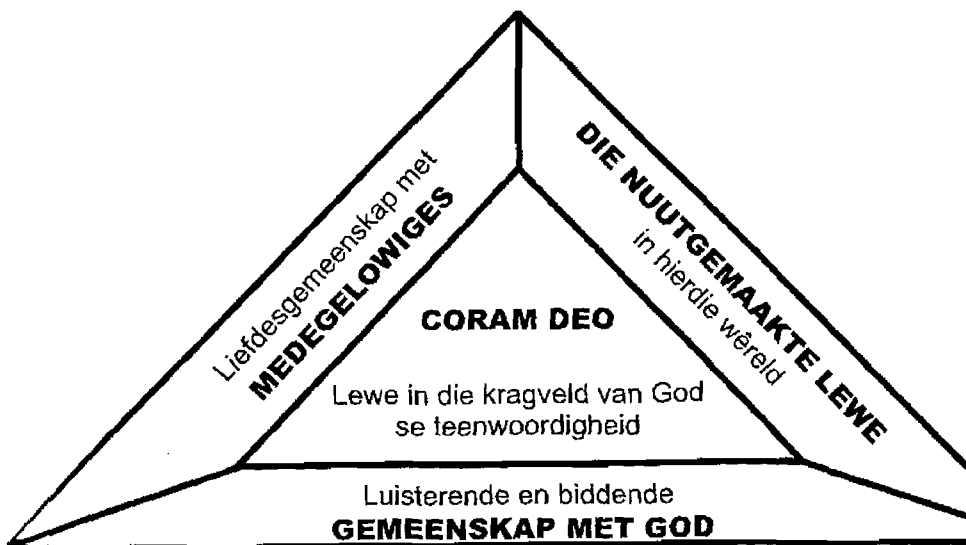 Liefdesgemeenskap met
MEDEGELOWIGES
DIE NUUTGEMAAKTE LEWE
in hierdie wêreld
CORAM DEO
Lewe in die kragveld van God
se teenwoordigheid
Luisterende en biddende
GEMEENSKAP MET GOD